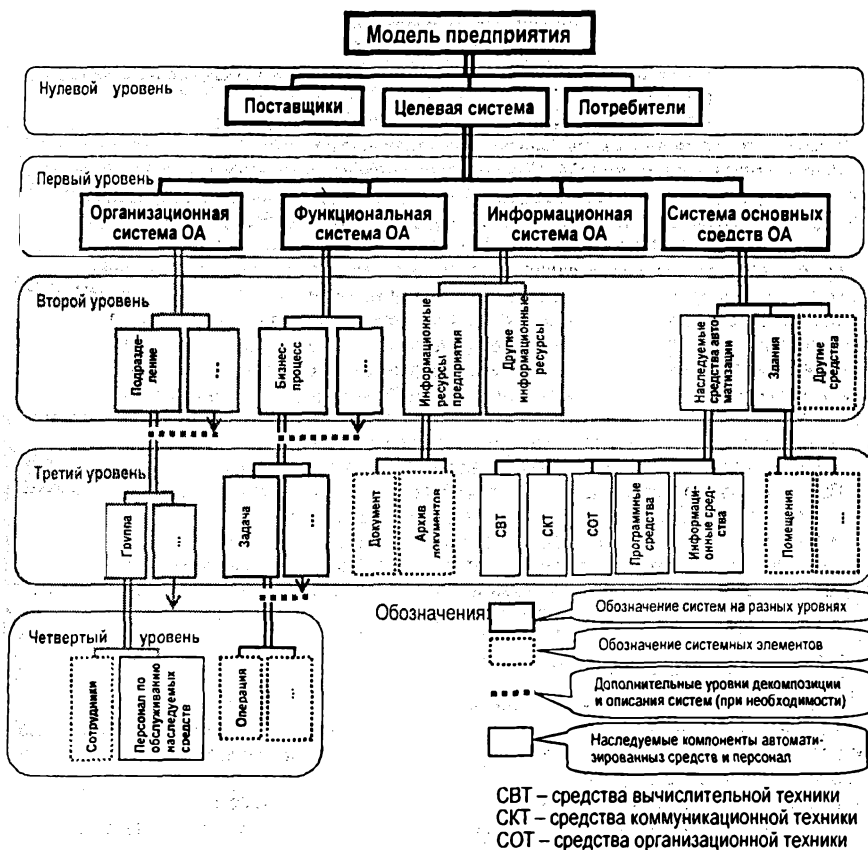 Модель предприятия
Нулевой уровень
Поставщики
Целевая система
Потребители
Первый уровень
Организационная
система ОА
Функциональная
система ОА
Информационная
система ОА
Система основных
средств ОА
Второй уровень
Подразде-
ление
...
Бизнес-
процесс
...
Информационные
ресурсы
предприятия
Другие
информационные
ресурсы
Наследуемые
средства авто-
матизации
Здания
Другие
средства
Третий уровень
Группа
...
Задача
...
Документ
Архив
документов
СВТ
СКТ
СОТ
Программные
средства
Информаци-
онные сред-
ства
Помещения
...
Четвертый уровень
Сотрудники
Персонал по
обслуживанию
наследуемых
средств
Операция
...
Обозначения:
Обозначение систем на разных уровнях
Обозначение системных элементов
Дополнительные уровни декомпозиции
и описания систем (при необходимости)
Наследуемые компоненты автомати-
зированных средств и персонал
СВТ – средства вычислительной техники
СКТ – средства коммуникационной техники
СОТ – средства организационной техники